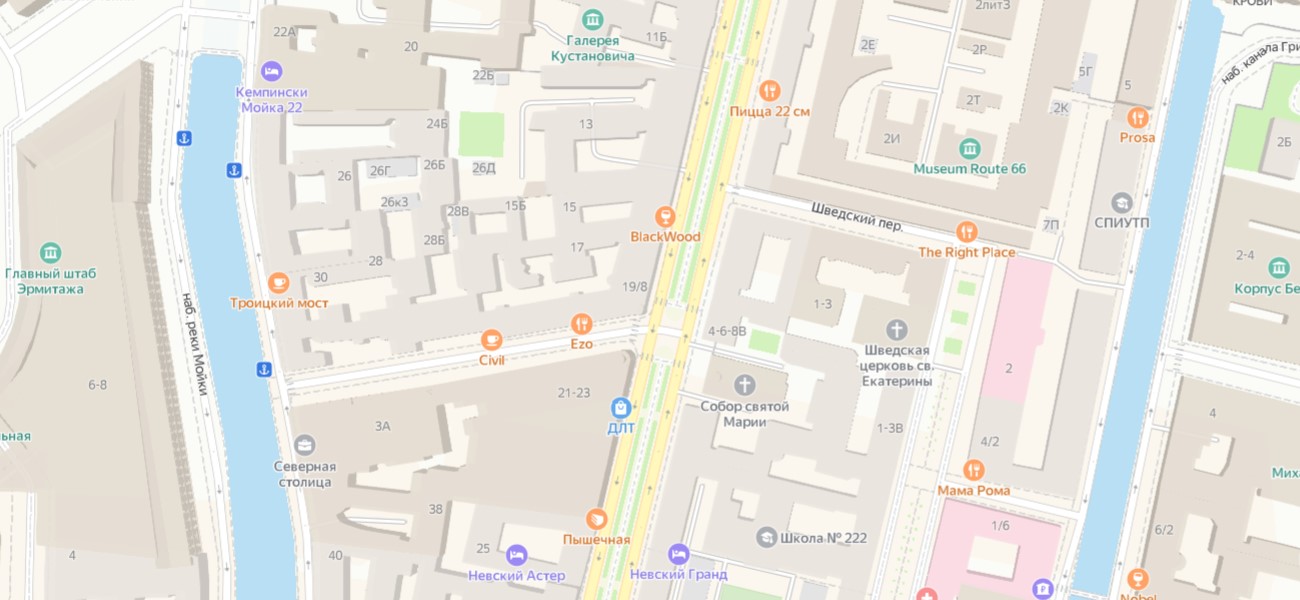 КРОВИ
2литЗ
22А
20
Галерея
Кустановича
11Б
2Е
2Р
наб. канала Гри
22Б
5Г
5
Кемпински
Мойка 22
Пицца 22 см
2Т
2К
24Б
13
Prosa
2И
2Б
26
26Г
26Б
26Д
Museum Route 66
26к3
28В
15Б
15
Шведский пер.
7П
СПИУТП
BlackWood
28Б
17
The Right Place
2-4
28
Главный штаб
Эрмитажа
30
19/8
Корпус Бе
Троицкий мост
1-3
наб. реки Мойки
4-6-8В
Ezo
Civil
Шведская
церковь св.
Екатерины
2
6-8
21-23
Собор святой
Марии
4
3А
ДЛТ
1-3В
ьная
4/2
Северная
столица
Миха
Мама Рома
38
1/6
6/2
Пышечная
Школа № 222
4
40
25
Невский Астер
Невский Гранд
Nobel